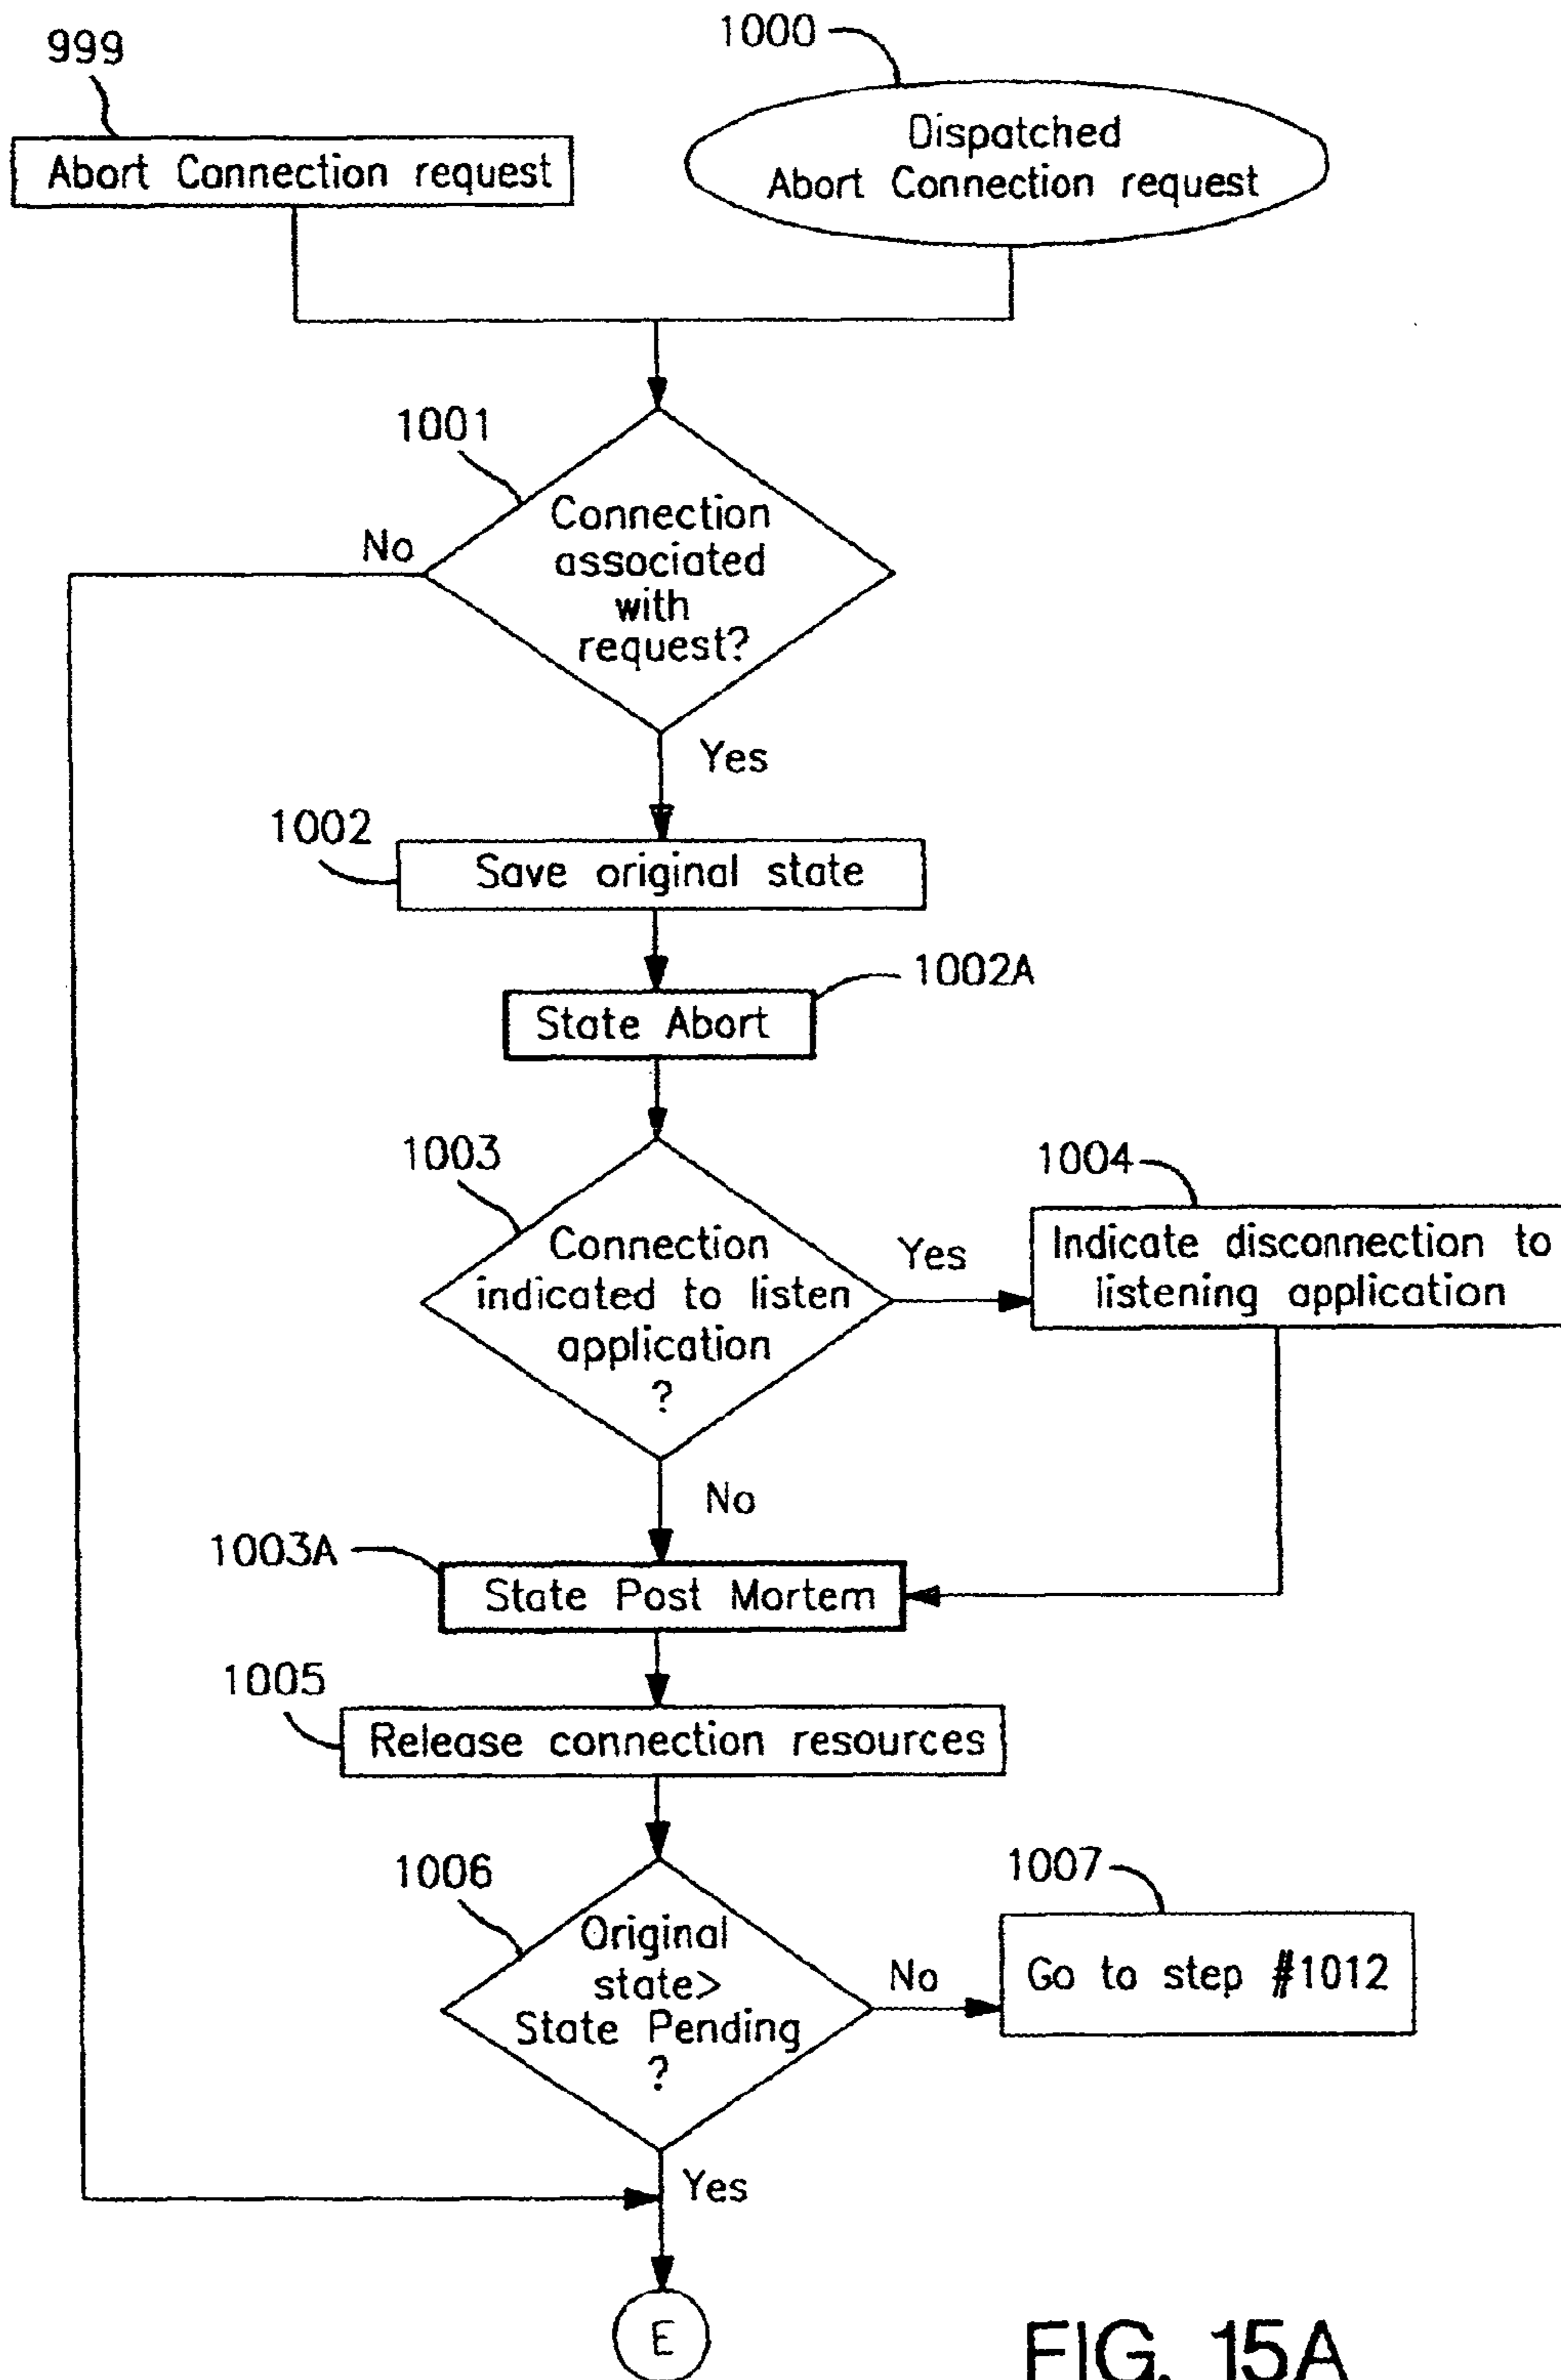 999
1000
Abort Connection request
Dispatched
Abort Connection request
1001
No
Connection
associated
with
request?
Yes
1002
Save original state
1002A
State Abort
1003
1004
Connection
indicated to listen
application
?
Yes
Indicate disconnection to
listening application
No
1003A
State Post Mortem
1005
Release connection resources
1006
1007
Original
state>
State Pending
?
No
Go to step #1012
Yes
E
FIG. 15A